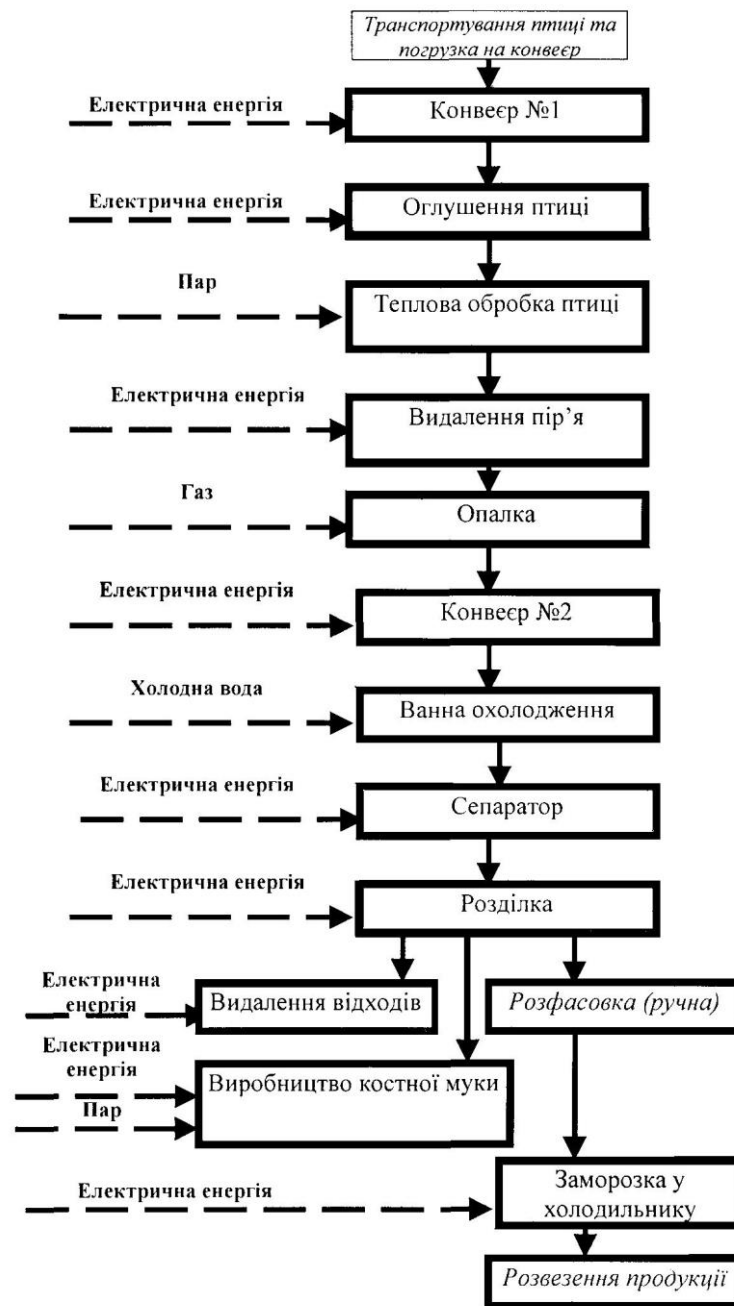 Транспортування птиці та
погрузка на конвеєр
Електрична енергія
Конвеєр №1
Електрична енергія
Оглушення птиці
Пар
Теплова обробка птиці
Електрична енергія
Видалення пір’я
Газ
Опалка
Електрична енергія
Конвеєр №2
Холодна вода
Ванна охолодження
Електрична енергія
Сепаратор
Електрична енергія
Розділка
Електрична
енергія
Видалення відходів
Розфасовка (ручна)
Електрична
енергія
Пар
Виробництво костної муки
Електрична енергія
Заморозка у
холодильнику
Розвезення продукції